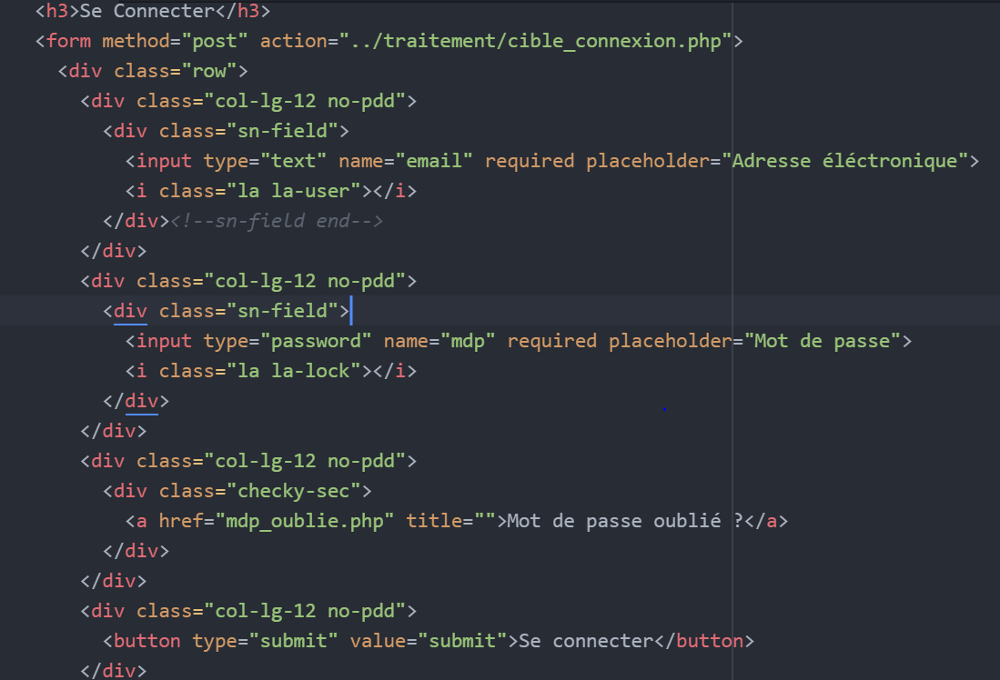 <h3>Se Connecter</h3>
<form method="post" action="../traitement/cible_connexion.php">
<div class="row">
<div class="col-lg-12 no-pdd">
<div class="sn-field">
<input type="text" name="email" required placeholder="Adresse éléctronique">
<i class="la la-user"></i>
</div><!--sn-field end-->
</div>
<div class="col-lg-12 no-pdd">
<div class="sn-field">
<input type="password" name="mdp" required placeholder="Mot de passe">
<i class="la la-lock"></i>
</div>
</div>
<div class="col-lg-12 no-pdd">
<div class="checky-sec">
<a href="mdp_oublie.php" title="">Mot de passe oublié ?</a>
</div>
</div>
<div class="col-lg-12 no-pdd">
<button type="submit" value="submit">Se connecter</button>
</div>